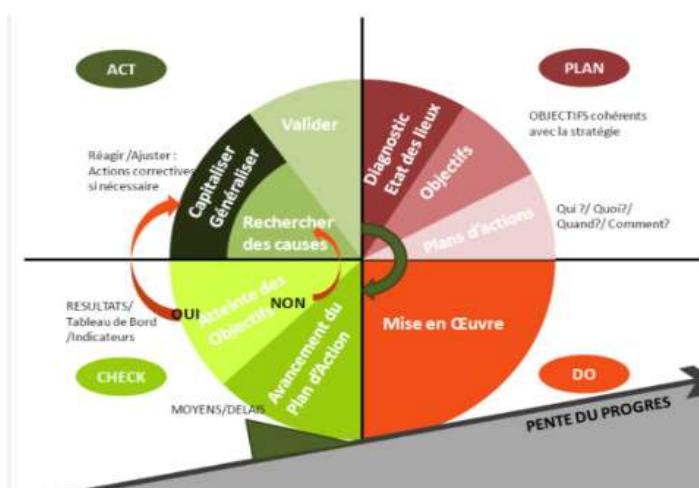 ACT
PLAN
Réagir /Ajuster :
Actions correctives
si nécessaire
Capitaliser
Généraliser
Valider
Rechercher
des causes
Diagnostic
Etat des lieux
Objectifs
Plans d'actions
OBJECTIFS cohérents
avec la stratégie
Qui ?/ Quoi?/
Quand?/ Comment?
RESULTATS/
Tableau de Bord
/Indicateurs
OUI
NON
Atteinte des
Objectifs
Avancement du
Plan d'Action
Mise en Œuvre
CHECK
MOYENS/DELAIS
DO
PENTE DU PROGRES